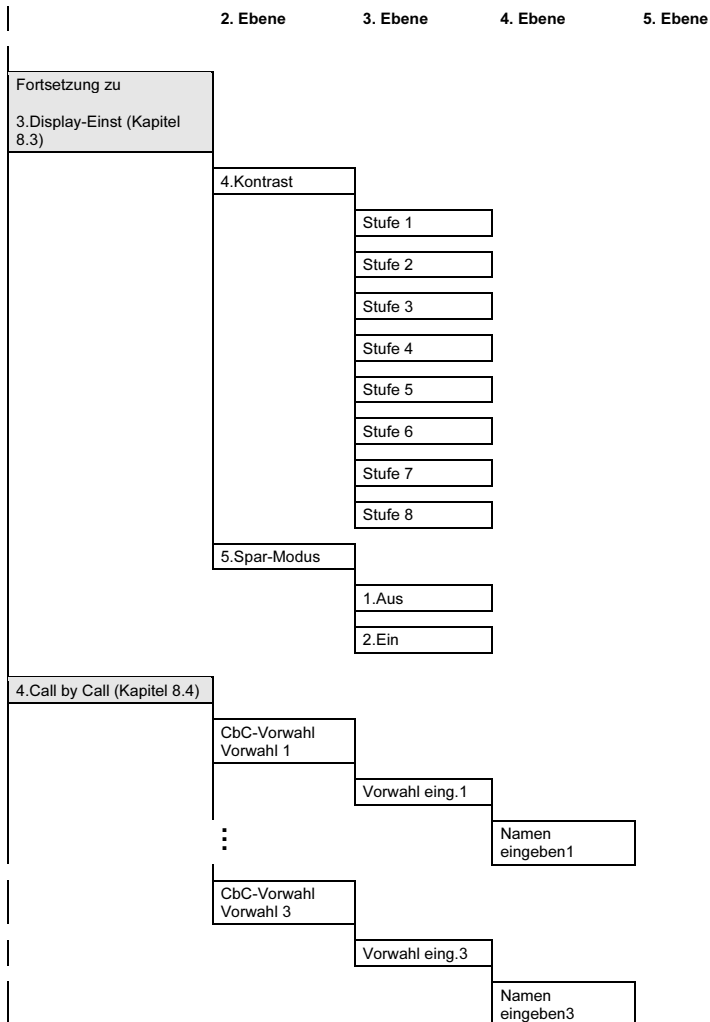 2. Ebene 3. Ebene 4. Ebene 5. Ebene
Fortsetzung zu
3.Display-Einst (Kapitel
8.3)
4.Kontrast
Stufe 1
Stufe 2
Stufe 3
Stufe 4
Stufe 5
Stufe 6
Stufe 7
Stufe 8
5.Spar-Modus
1.Aus
2.Ein
4.Call by Call (Kapitel 8.4)
CbC-Vorwahl
Vorwahl 1
Vorwahl eing.1
Namen
eingeben1
CbC-Vorwahl
Vorwahl 3
Vorwahl eing.3
Namen
eingeben3